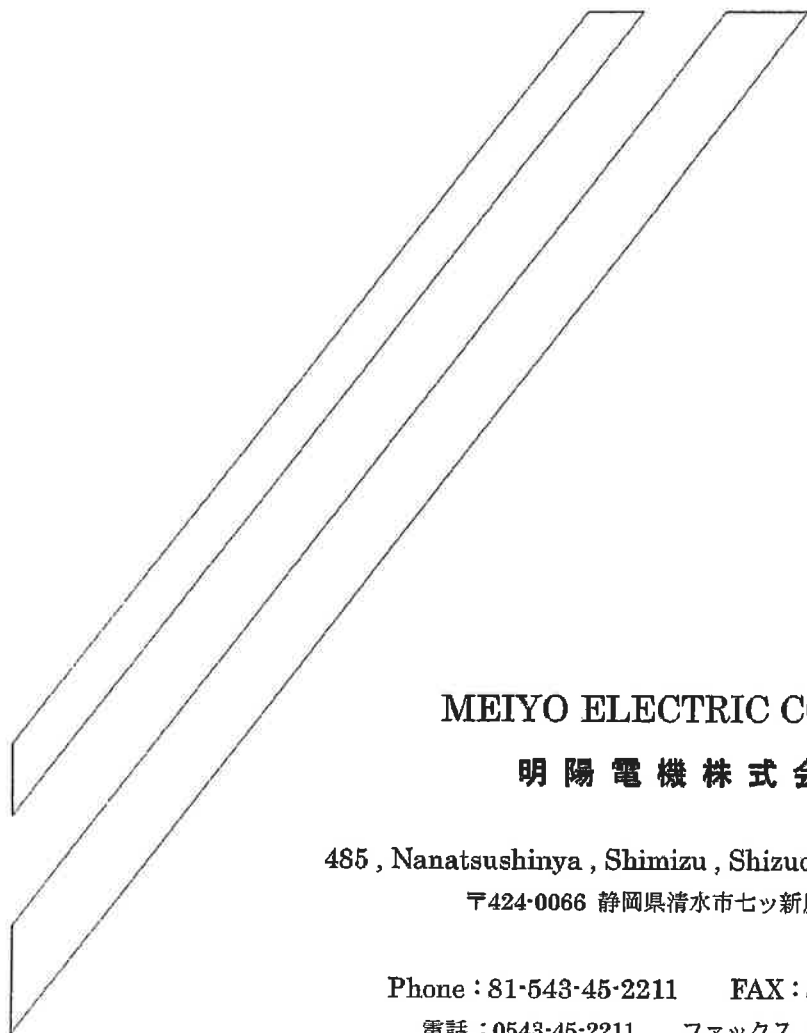 MEIYO ELECTRIC
明陽電機株式
485 , Nanatsushinya , Shimizu ,
〒424-0066 静岡県清水市七ッ新
Phone : 81-543-45-2211 FAX :
電話 : 0543-45-2211 ファックス